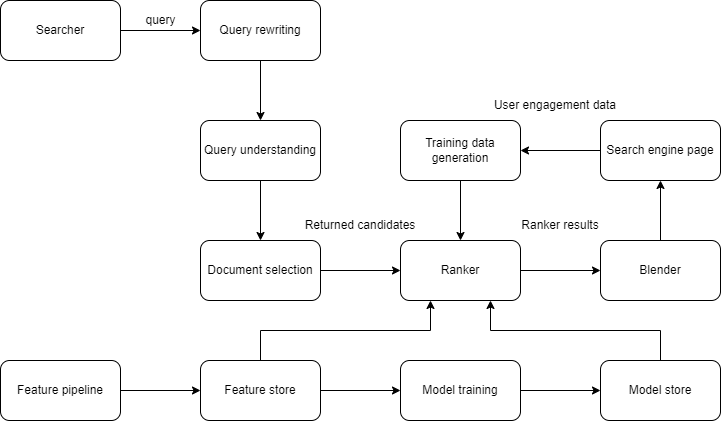 Searcher
query
Query rewriting
User engagement data
Query understanding
Training data
generation
Search engine page
Returned candidates
Ranker results
Document selection
Ranker
Blender
Feature pipeline
Feature store
Model training
Model store